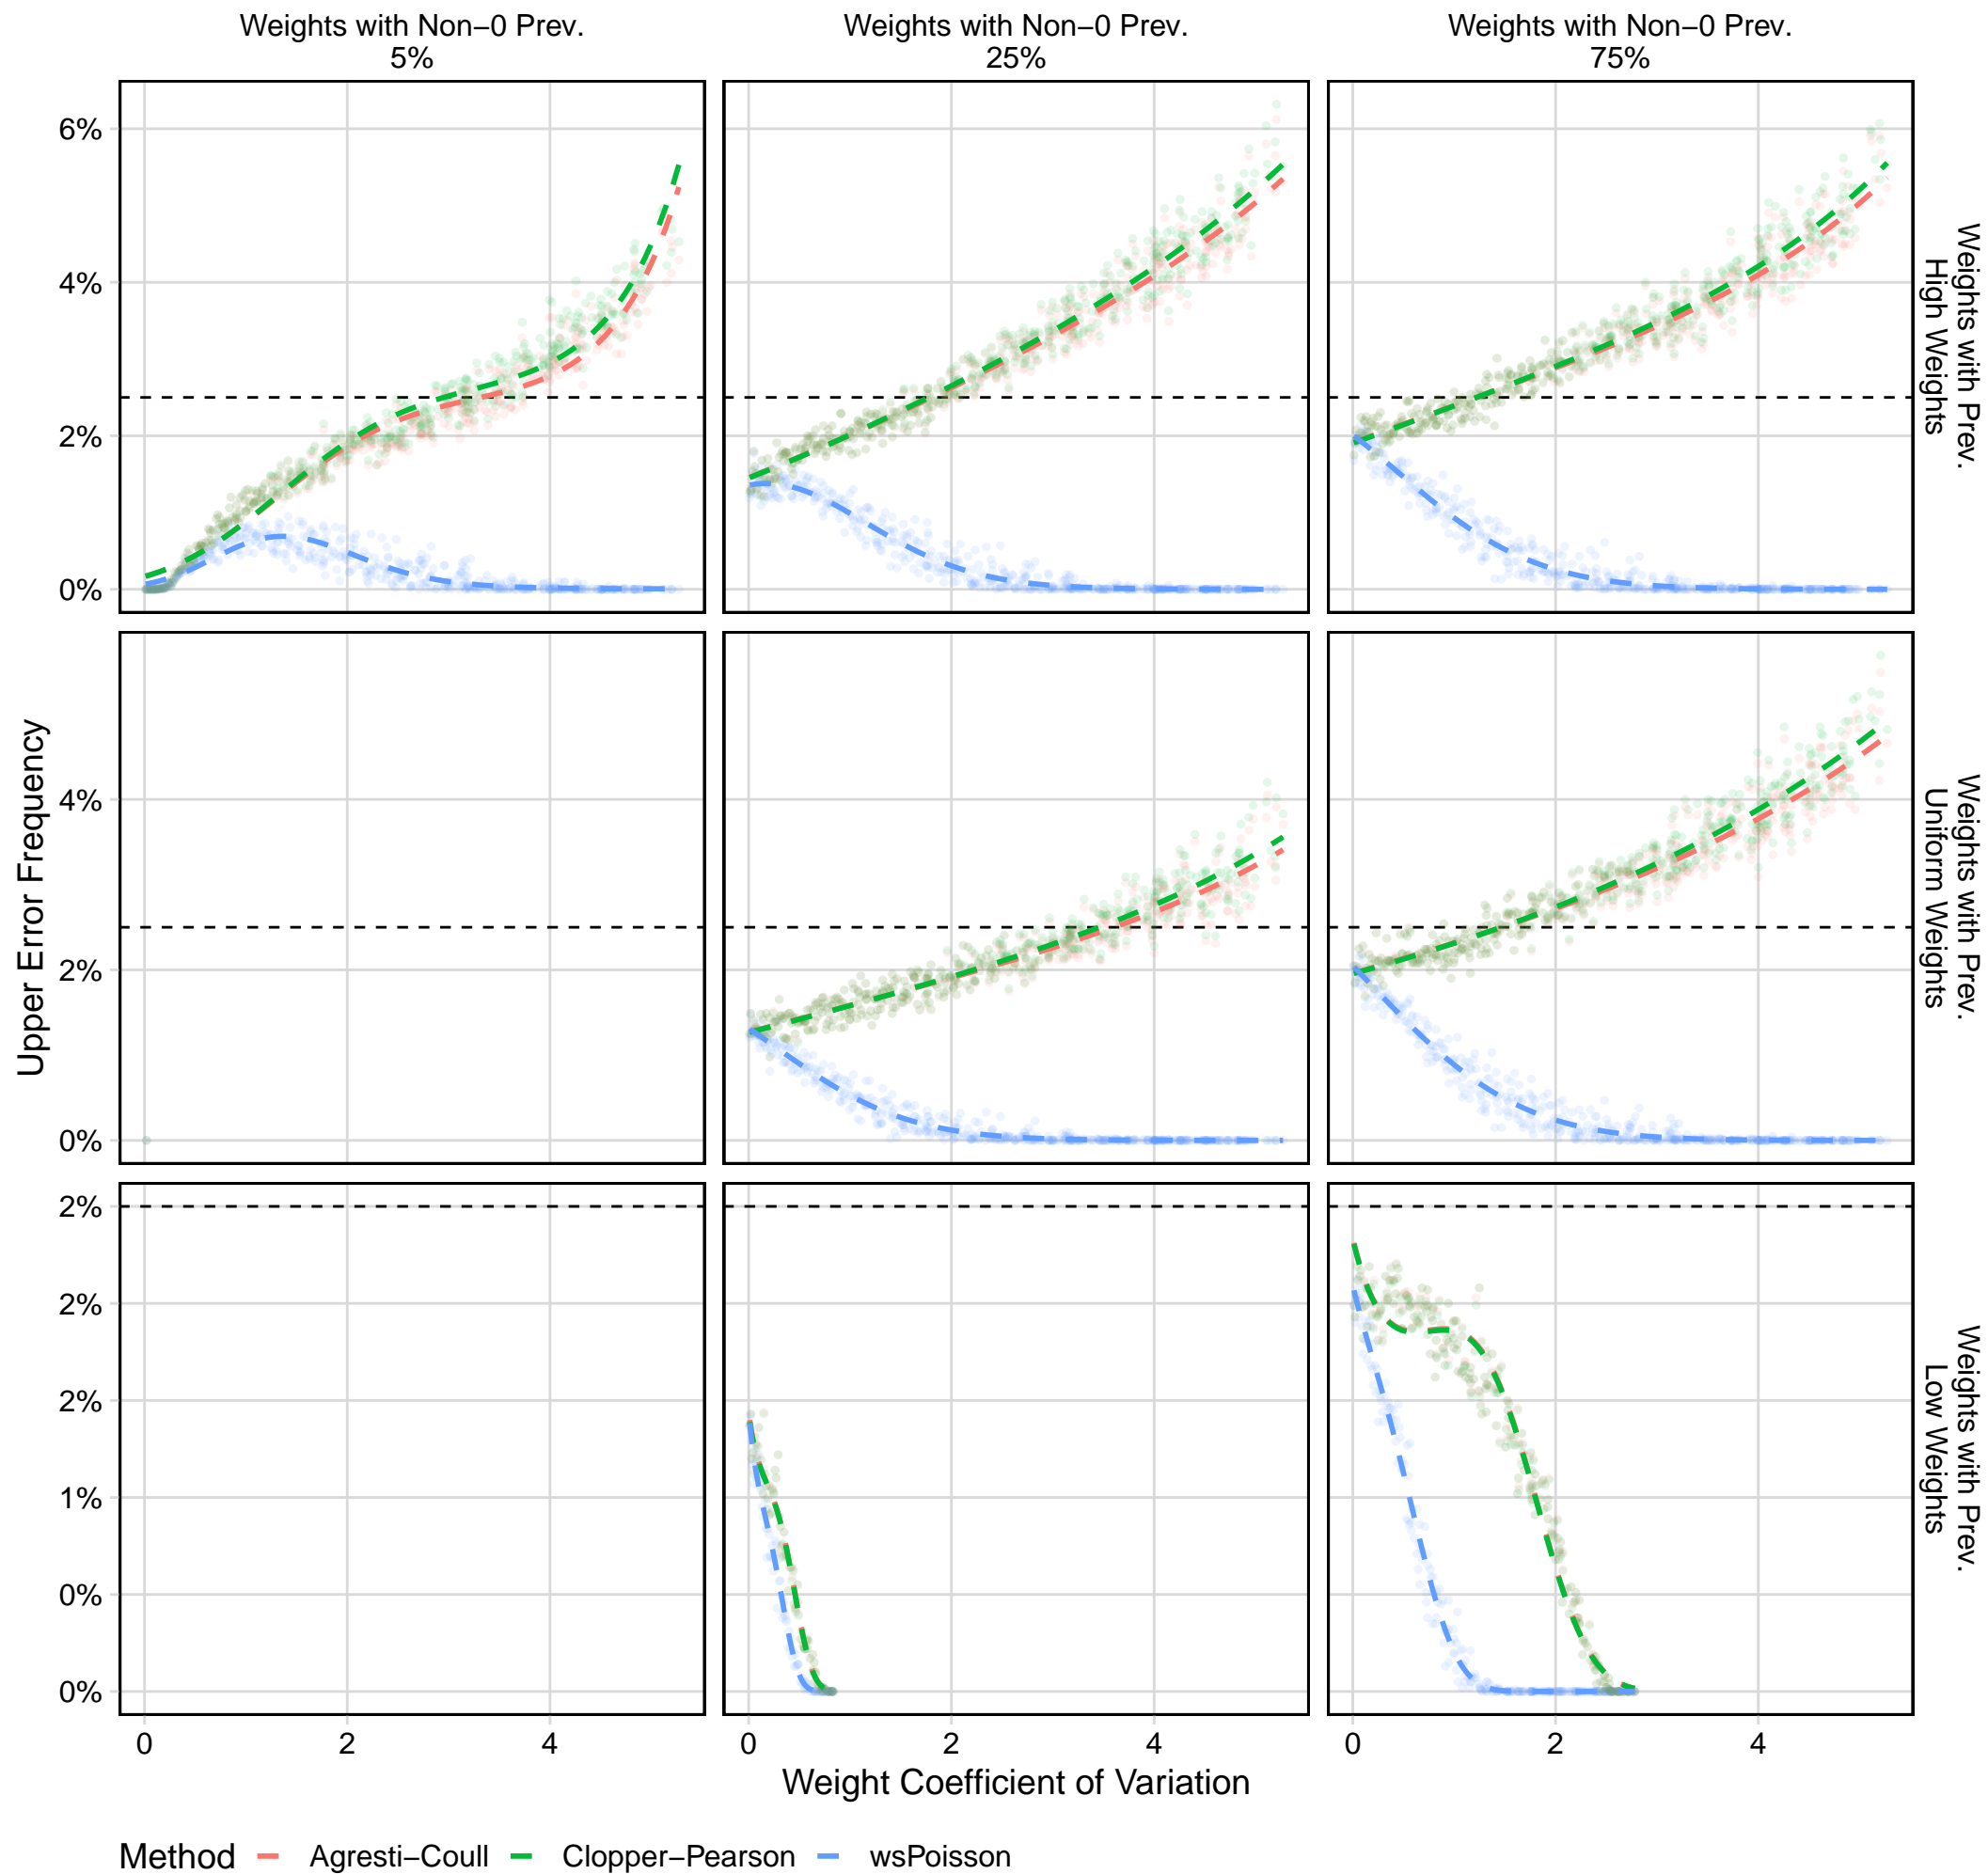 Weights with Non−0 Prev.
5%
Weights with Non−0 Prev.
25%
Weights with Non−0 Prev.
75%
6%
4%
2%
0%
Weights with Prev.
High Weights
4%
2%
0%
Weights with Prev.
Uniform Weights
2%
2%
2%
1%
0%
0%
Weights with Prev.
Low Weights
Upper Error Frequency
0 2 4
0 2 4
0 2 4
Weight Coefficient of Variation
Method Agresti−Coull Clopper−Pearson wsPoisson